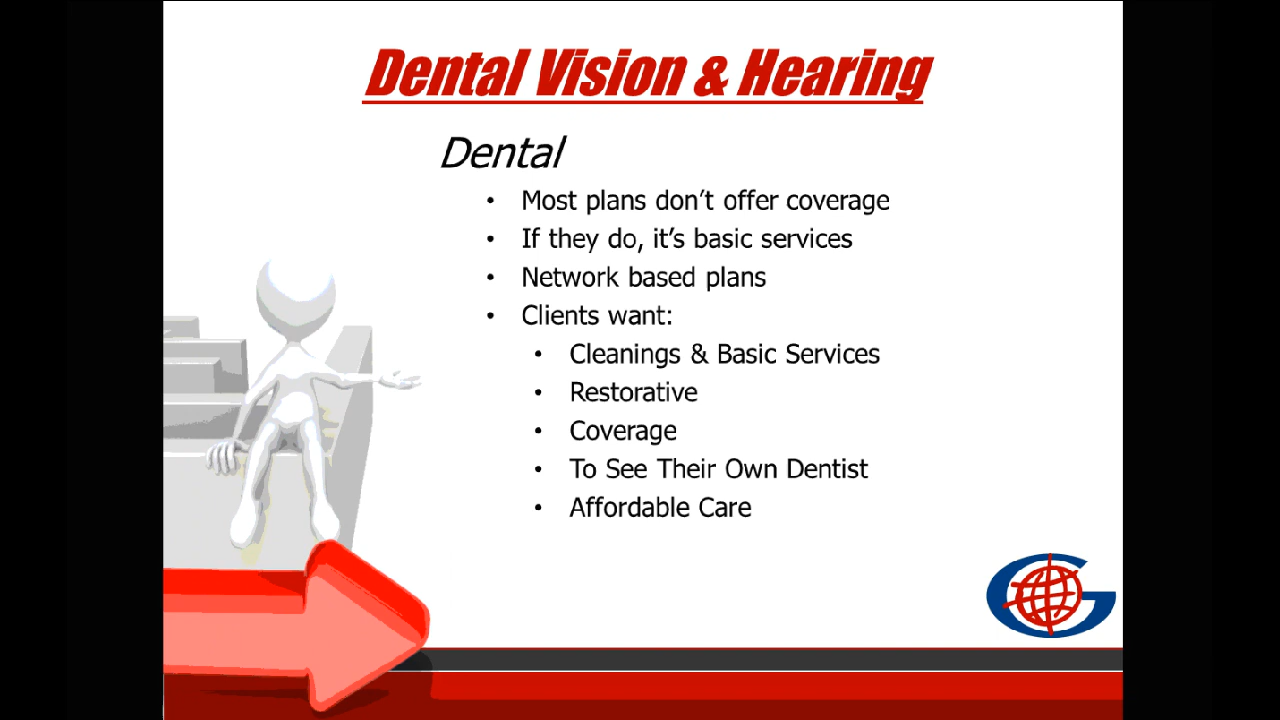 Dental Vision & Hearing
Dental
• Most plans don't offer coverage
• If they do, it's basic services
• Network based plans
• Clients want:
• Cleanings & Basic Services
• Restorative
• Coverage
• To See Their Own Dentist
• Affordable Care